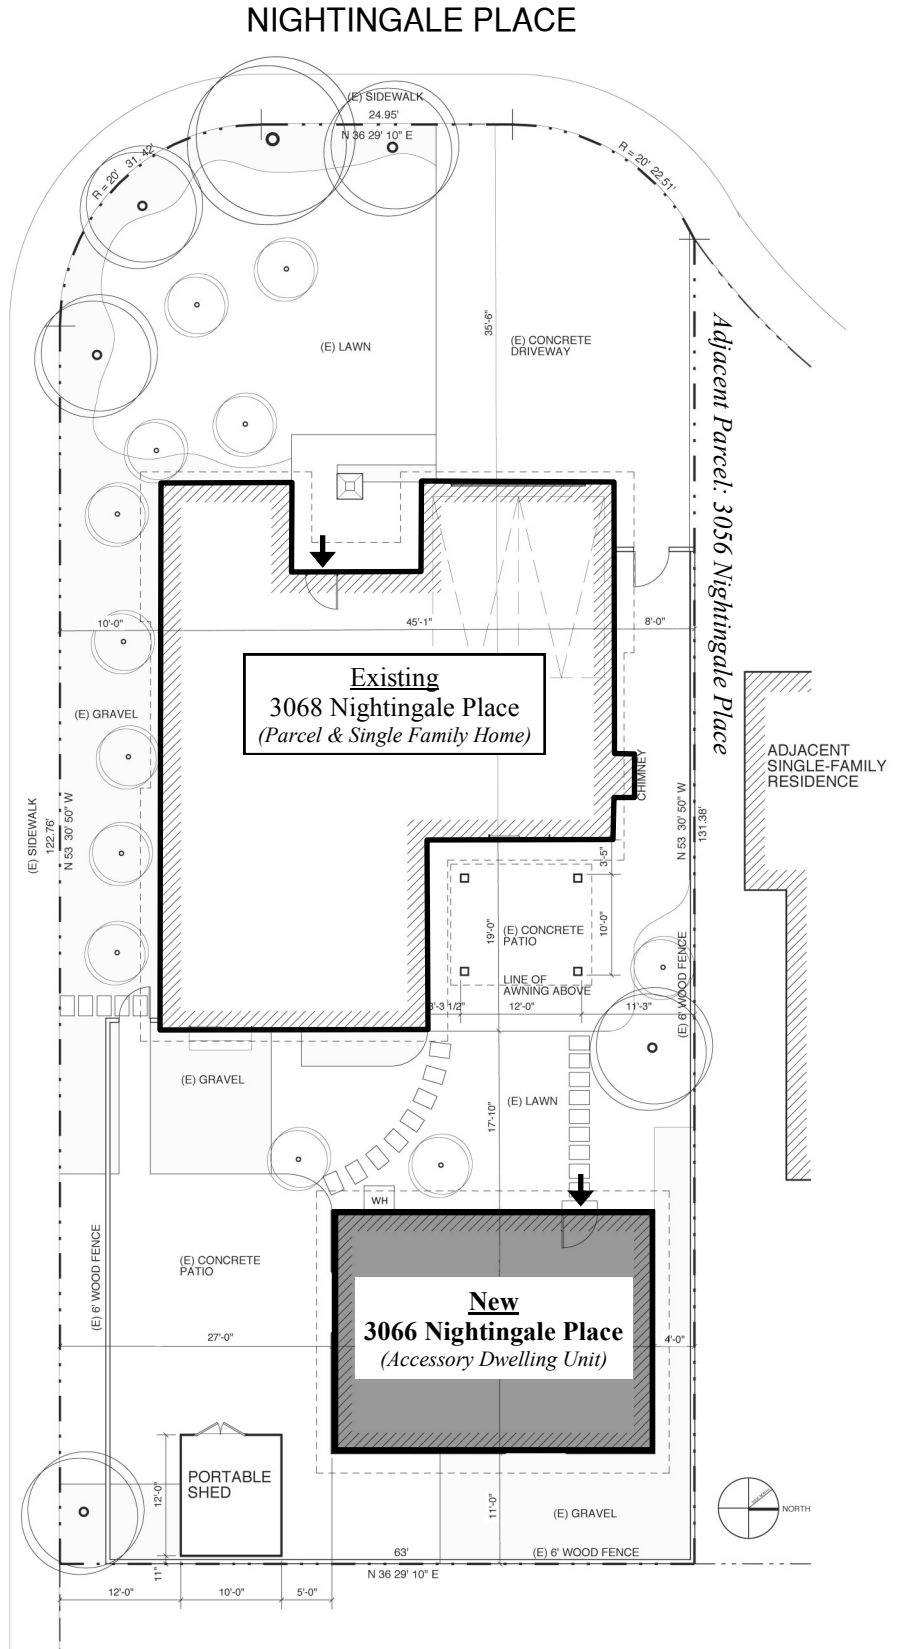 NIGHTINGALE PLACE
(E) SIDEWALK
24.95'
N 36 29' 10" E
R = 20' 31.42'
R = 20' 22.51'
35'-6"
(E) LAWN
(E) CONCRETE
DRIVEWAY
Adjacent Parcel: 3056 Nightingale Place
10'-0"
45'-1"
8'-0"
Existing
3068 Nightingale Place
(Parcel & Single Family Home)
(E) GRAVEL
ADJACENT
SINGLE-FAMILY
RESIDENCE
CHIMNEY
(E) SIDEWALK
122.76'
N 53 30' 50" W
N 53 30' 50" W
131.38'
3'-5"
19'-0"
(E) CONCRETE
PATIO
10'-0"
LINE OF
AWNING ABOVE
(E) 6' WOOD FENCE
3'-3 1/2"
12'-0"
11'-3"
(E) GRAVEL
17'-10"
(E) LAWN
WH
(E) 6' WOOD FENCE
(E) CONCRETE
PATIO
New
3066 Nightingale Place
(Accessory Dwelling Unit)
27'-0"
4'-0"
PORTABLE
SHED
12'-0"
11'-0"
(E) GRAVEL
NORTH
11"
63'
(E) 6' WOOD FENCE
N 36 29' 10" E
12'-0"
10'-0"
5'-0"